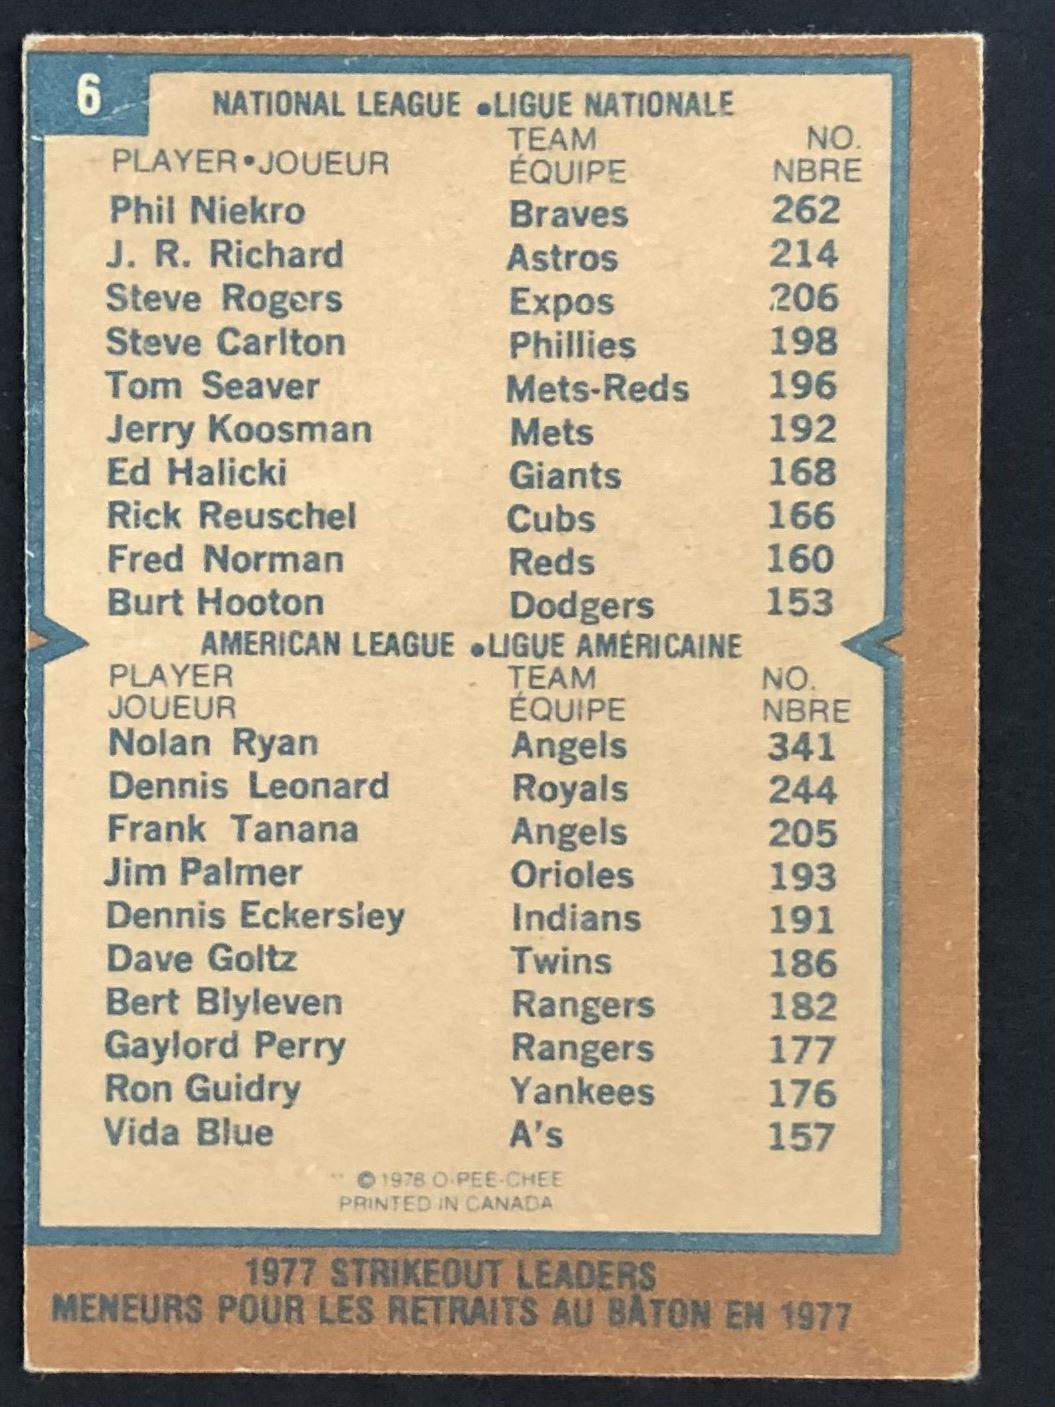 6
NATIONAL LEAGUE • LIGUE NATIONALE
PLAYER • JOUEUR TEAM ÉQUIPE NO. NBRE
Phil Niekro Braves 262
J. R. Richard Astros 214
Steve Rogers Expos 206
Steve Carlton Phillies 198
Tom Seaver Mets-Reds 196
Jerry Koosman Mets 192
Ed Halicki Giants 168
Rick Reuschel Cubs 166
Fred Norman Reds 160
Burt Hooton Dodgers 153
AMERICAN LEAGUE • LIGUE AMÉRICAINE
PLAYER TEAM NO.
JOUEUR ÉQUIPE NBRE
Nolan Ryan Angels 341
Dennis Leonard Royals 244
Frank Tanana Angels 205
Jim Palmer Orioles 193
Dennis Eckersley Indians 191
Dave Goltz Twins 186
Bert Blyleven Rangers 182
Gaylord Perry Rangers 177
Ron Guidry Yankees 176
Vida Blue A's 157
© 1978 O-PEE-CHEE
PRINTED IN CANADA
1977 STRIKEOUT LEADERS
MENEURS POUR LES RETRAITS AU BÂTON EN 1977